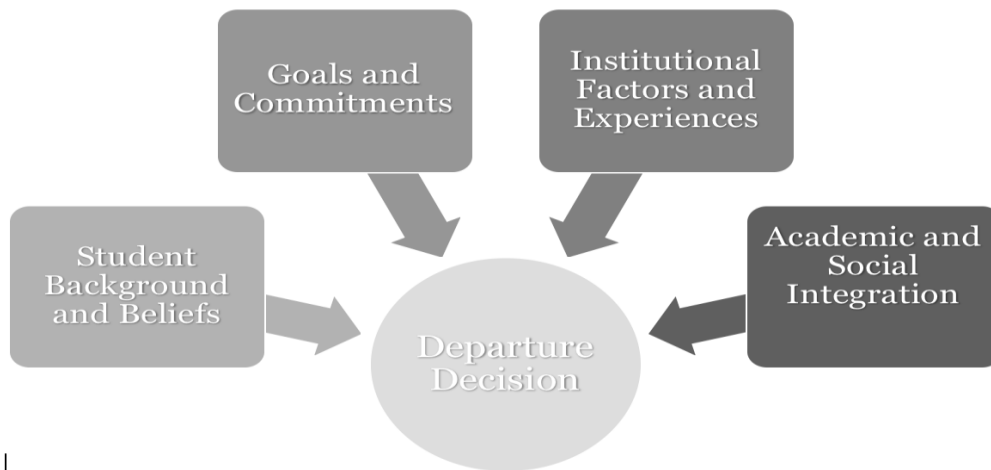 Goals and
Commitments
Institutional
Factors and
Experiences
Student
Background
and Beliefs
Academic and
Social
Integration
Departure
Decision